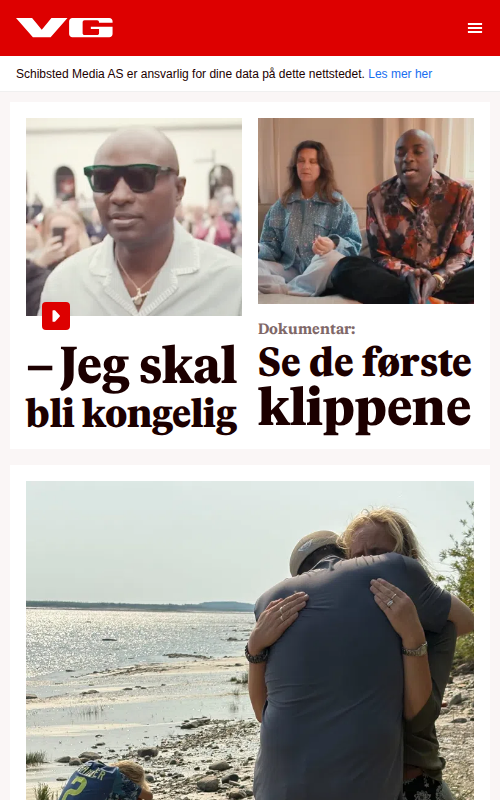 VG
Schibsted Media AS er ansvarlig for dine data på dette nettstedet. Les mer her
– Jeg skal
bli kongelig
Dokumentar:
Se de første
klippene
2